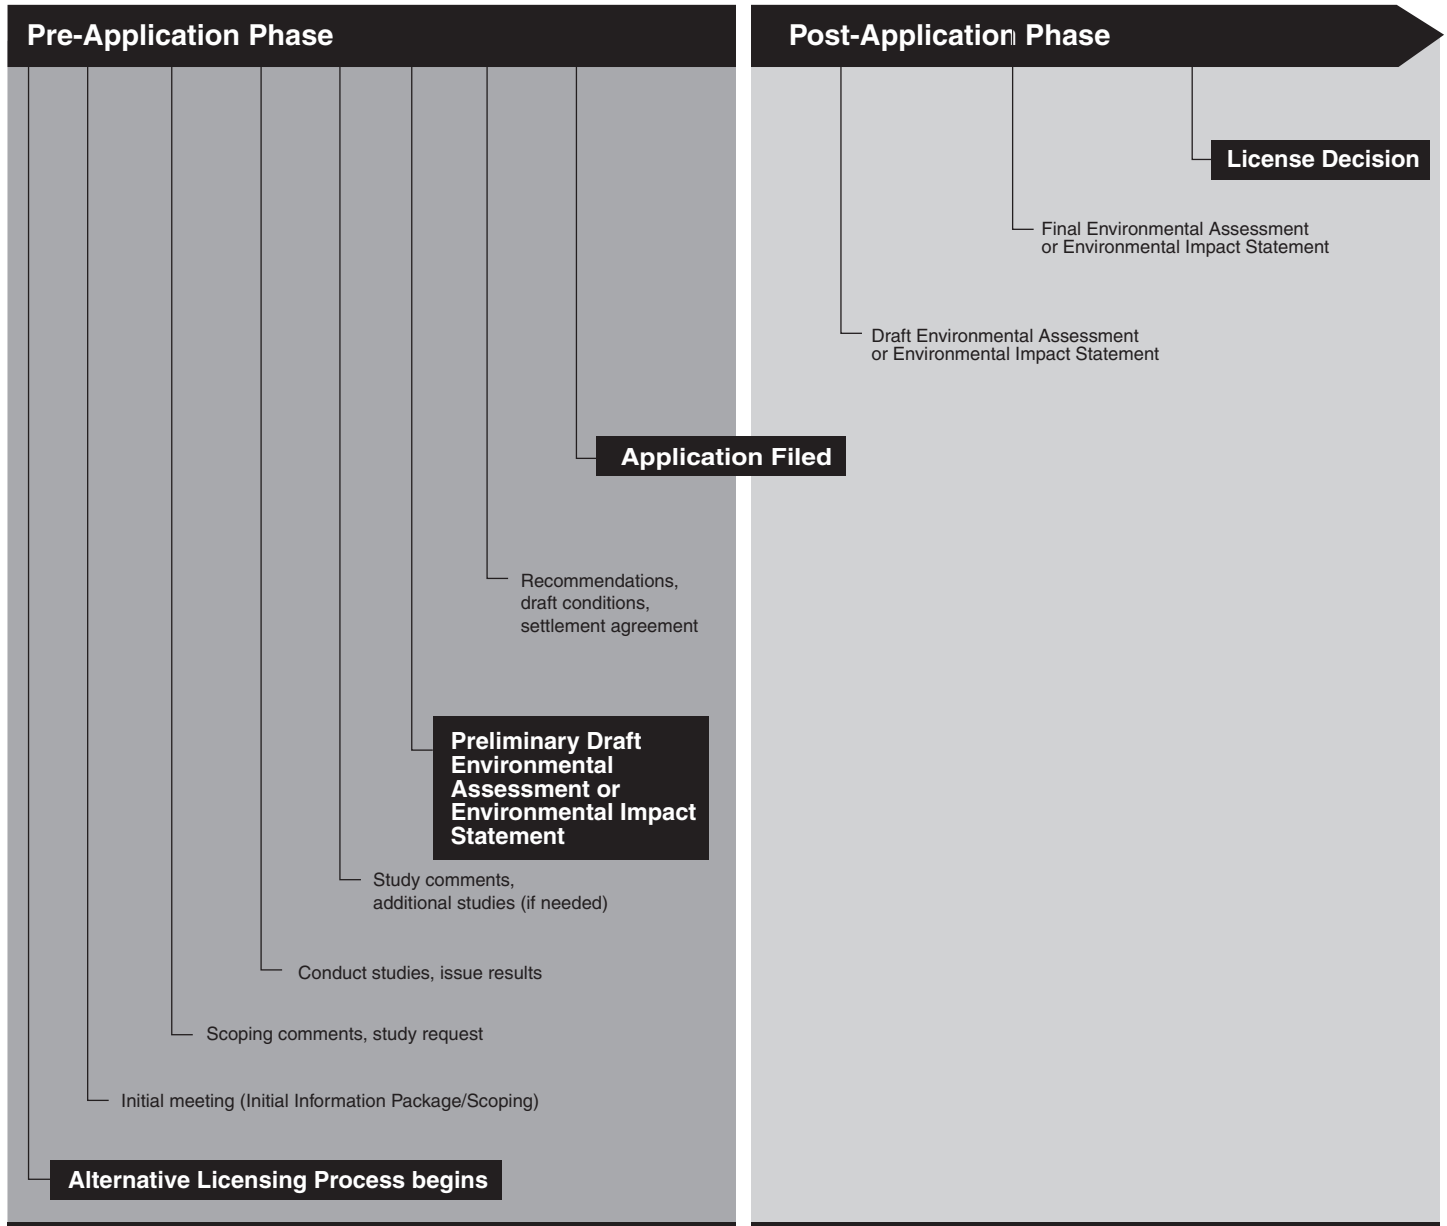 Pre-Application Phase
Post-Application Phase
License Decision
Final Environmental Assessment
or Environmental Impact Statement
Draft Environmental Assessment
or Environmental Impact Statement
Application Filed
Recommendations,
draft conditions,
settlement agreement
Preliminary Draft
Environmental
Assessment or
Environmental Impact
Statement
Study comments,
additional studies (if needed)
Conduct studies, issue results
Scoping comments, study request
Initial meeting (Initial Information Package/Scoping)
Alternative Licensing Process begins